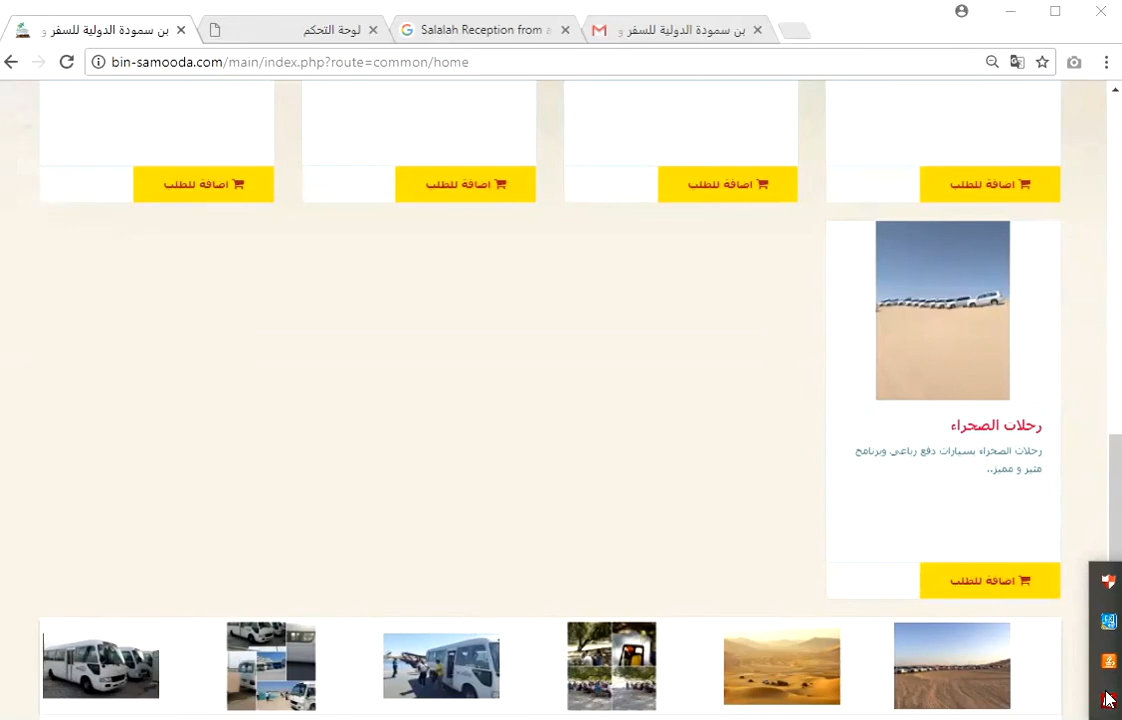 بن سمودة الدولية للسفر و
لوحة التحكم
Salalah Reception from a
بن سمودة الدولية للسفر و
bin-samooda.com/main/index.php?route=common/home
اضافة للطلب
اضافة للطلب
اضافة للطلب
اضافة للطلب
رحلات الصحراء
رحلات الصحراء بسيارات دفع رباعي وبرنامج
مثير و مميز..
اضافة للطلب